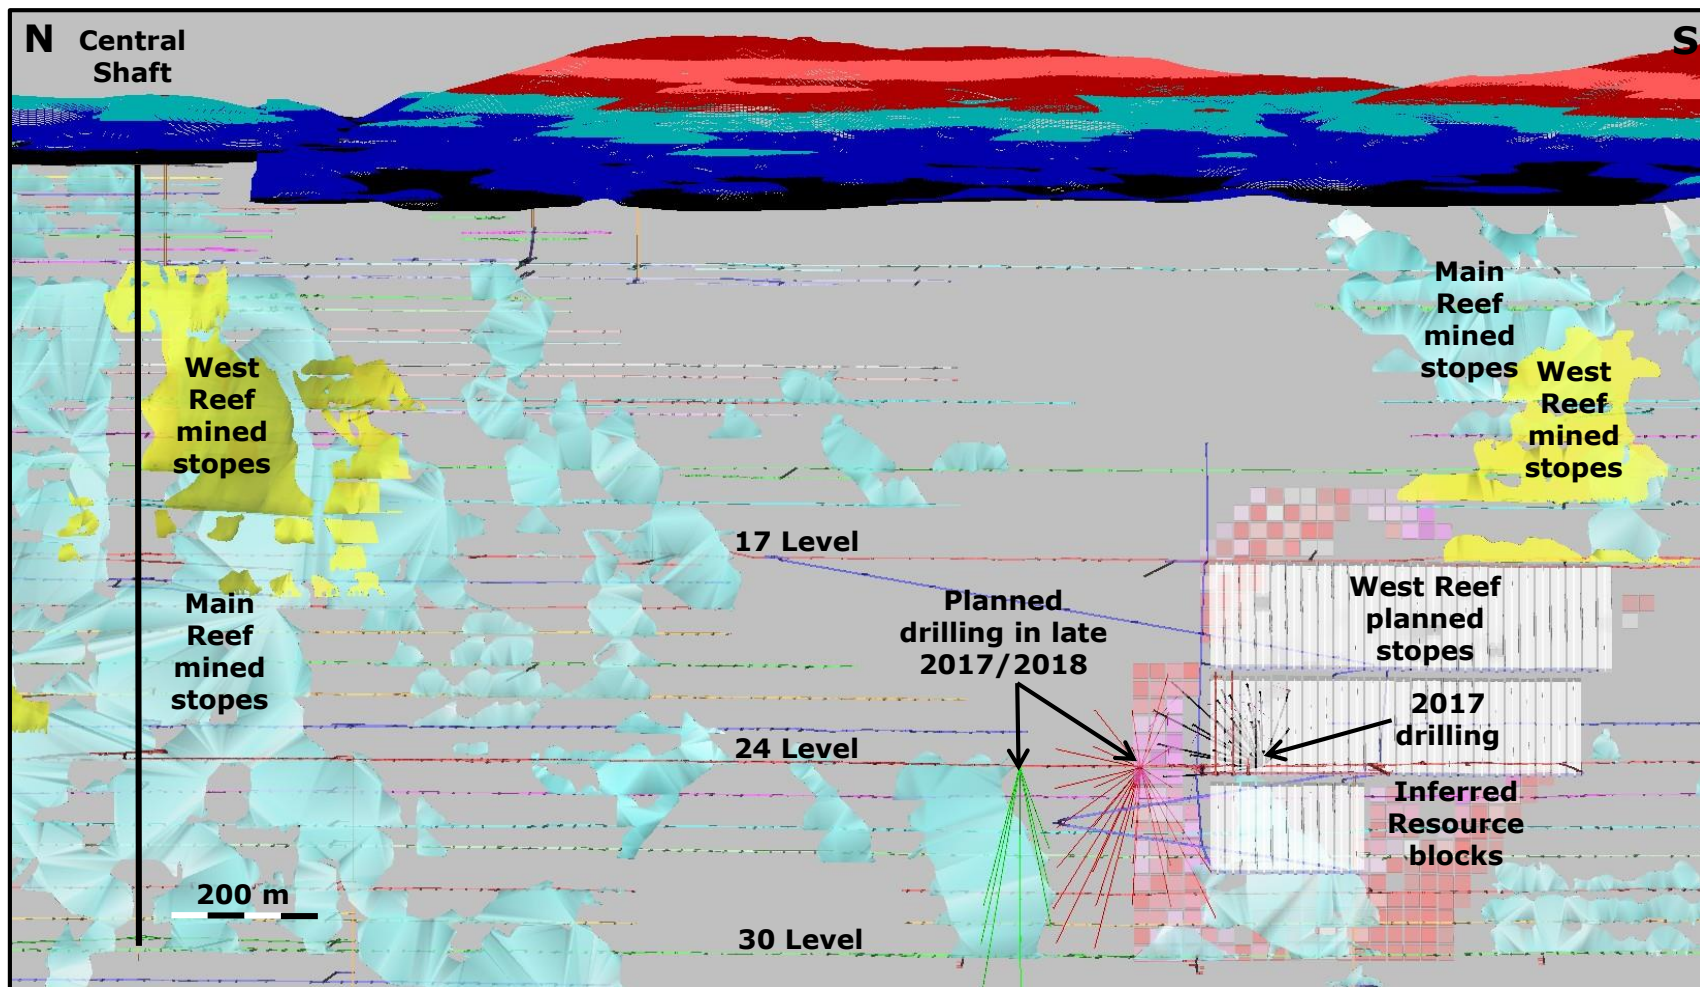 N
Central
Shaft
S
Main
Reef
mined
stopes
West
Reef
mined
stopes
West
Reef
mined
stopes
17 Level
Main
Reef
mined
stopes
Planned
drilling in late
2017/2018
West Reef
planned
stopes
2017
drilling
24 Level
Inferred
Resource
blocks
200 m
30 Level